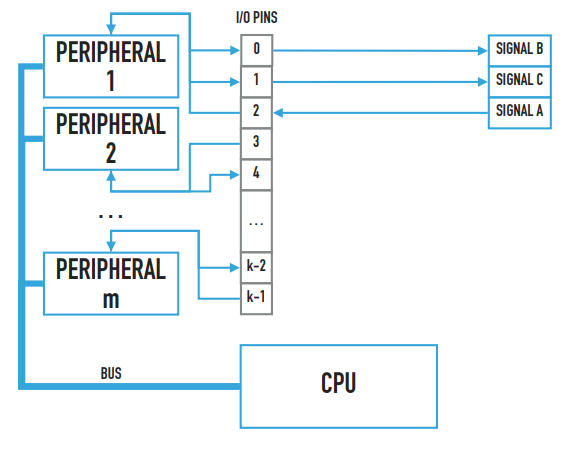 I/O PINS
PERIPHERAL
1
0
SIGNAL B
1
SIGNAL C
2
SIGNAL A
PERIPHERAL
2
3
4
...
...
PERIPHERAL
m
k-2
k-1
BUS
CPU